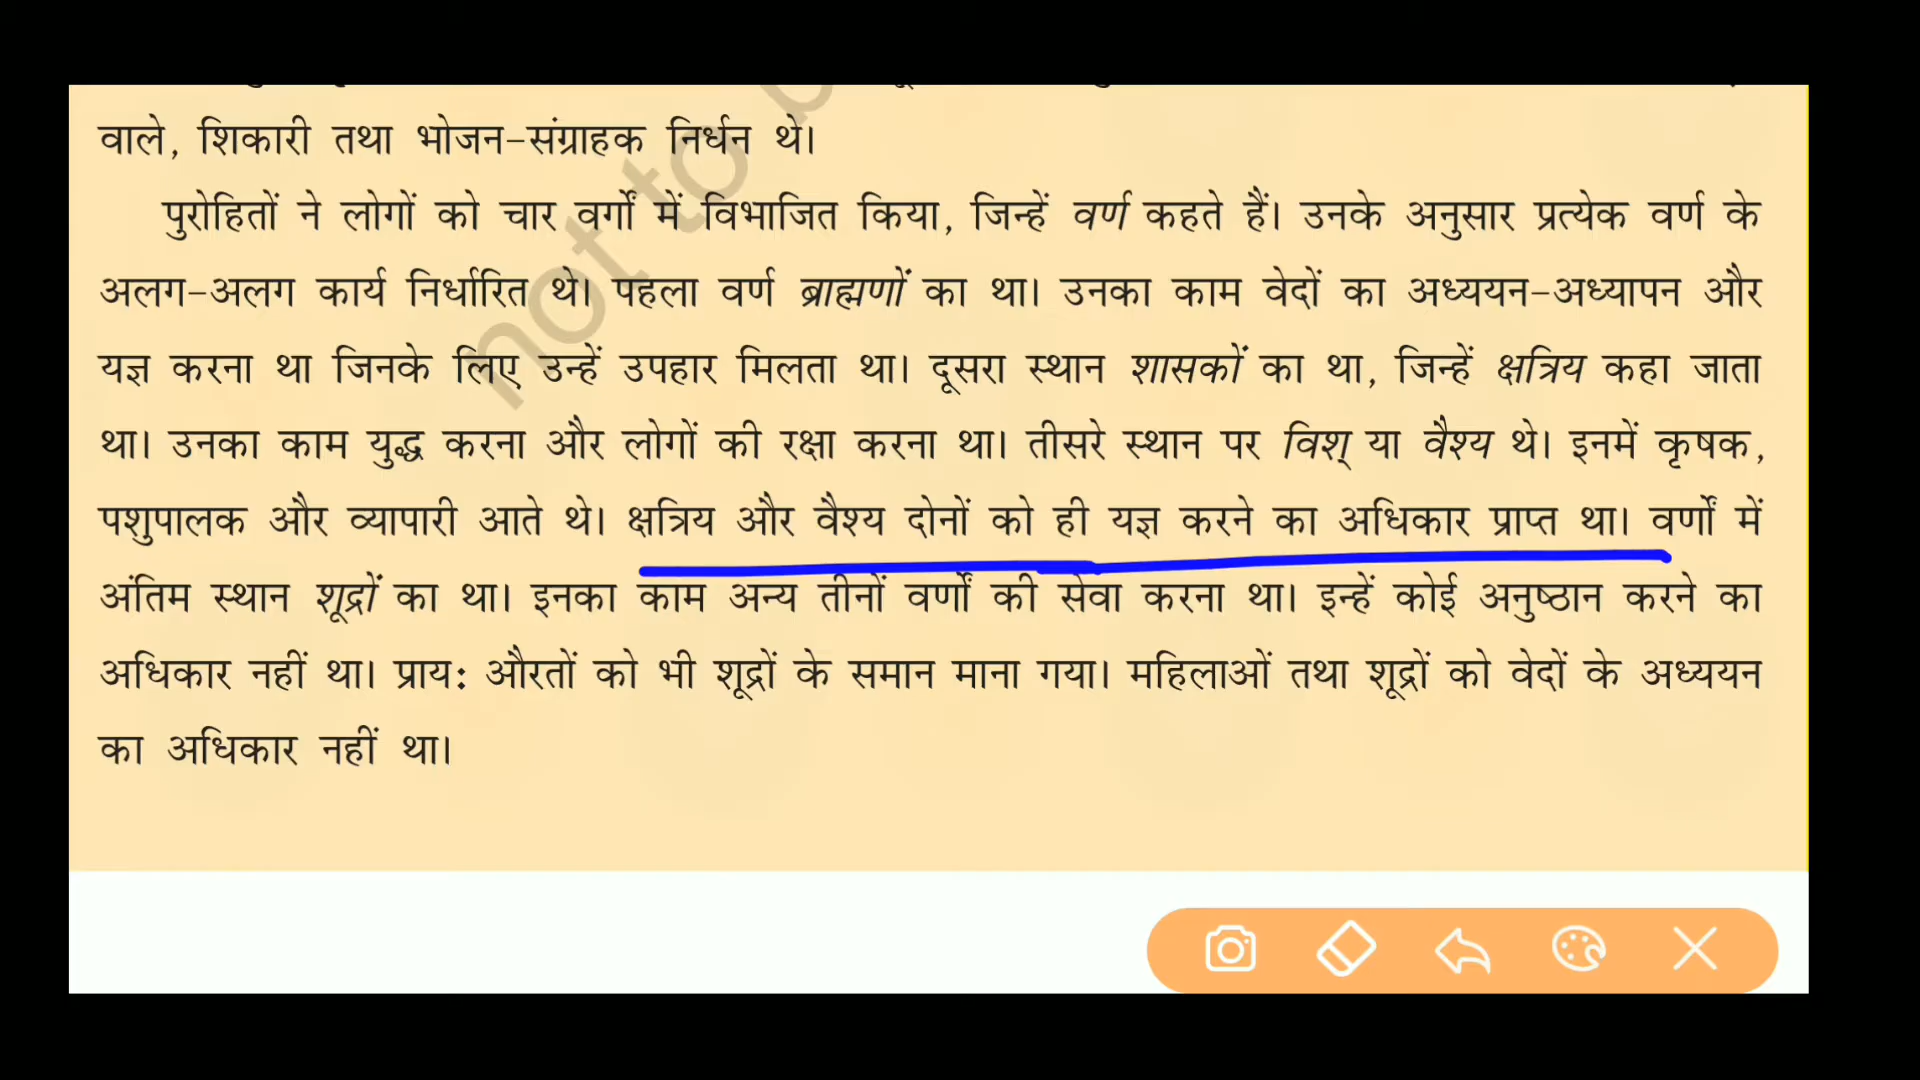 वाले, शिकारी तथा भोजन-संग्राहक निर्धन थे।
पुरोहितों ने लोगों को चार वर्गों में विभाजित किया, जिन्हें वर्ण कहते हैं। उनके अनुसार प्रत्येक वर्ण के
अलग-अलग कार्य निर्धारित थे। पहला वर्ण ब्राह्मणों का था। उनका काम वेदों का अध्ययन-अध्यापन और
यज्ञ करना था जिनके लिए उन्हें उपहार मिलता था। दूसरा स्थान शासकों का था, जिन्हें क्षत्रिय कहा जाता
था। उनका काम युद्ध करना और लोगों की रक्षा करना था। तीसरे स्थान पर विश् या वैश्य थे। इनमें कृषक,
पशुपालक और व्यापारी आते थे। क्षत्रिय और वैश्य दोनों को ही यज्ञ करने का अधिकार प्राप्त था। वर्णों में
अंतिम स्थान शूद्रों का था। इनका काम अन्य तीनों वर्णों की सेवा करना था। इन्हें कोई अनुष्ठान करने का
अधिकार नहीं था। प्राय: औरतों को भी शूद्रों के समान माना गया। महिलाओं तथा शूद्रों को वेदों के अध्ययन
का अधिकार नहीं था।
not to